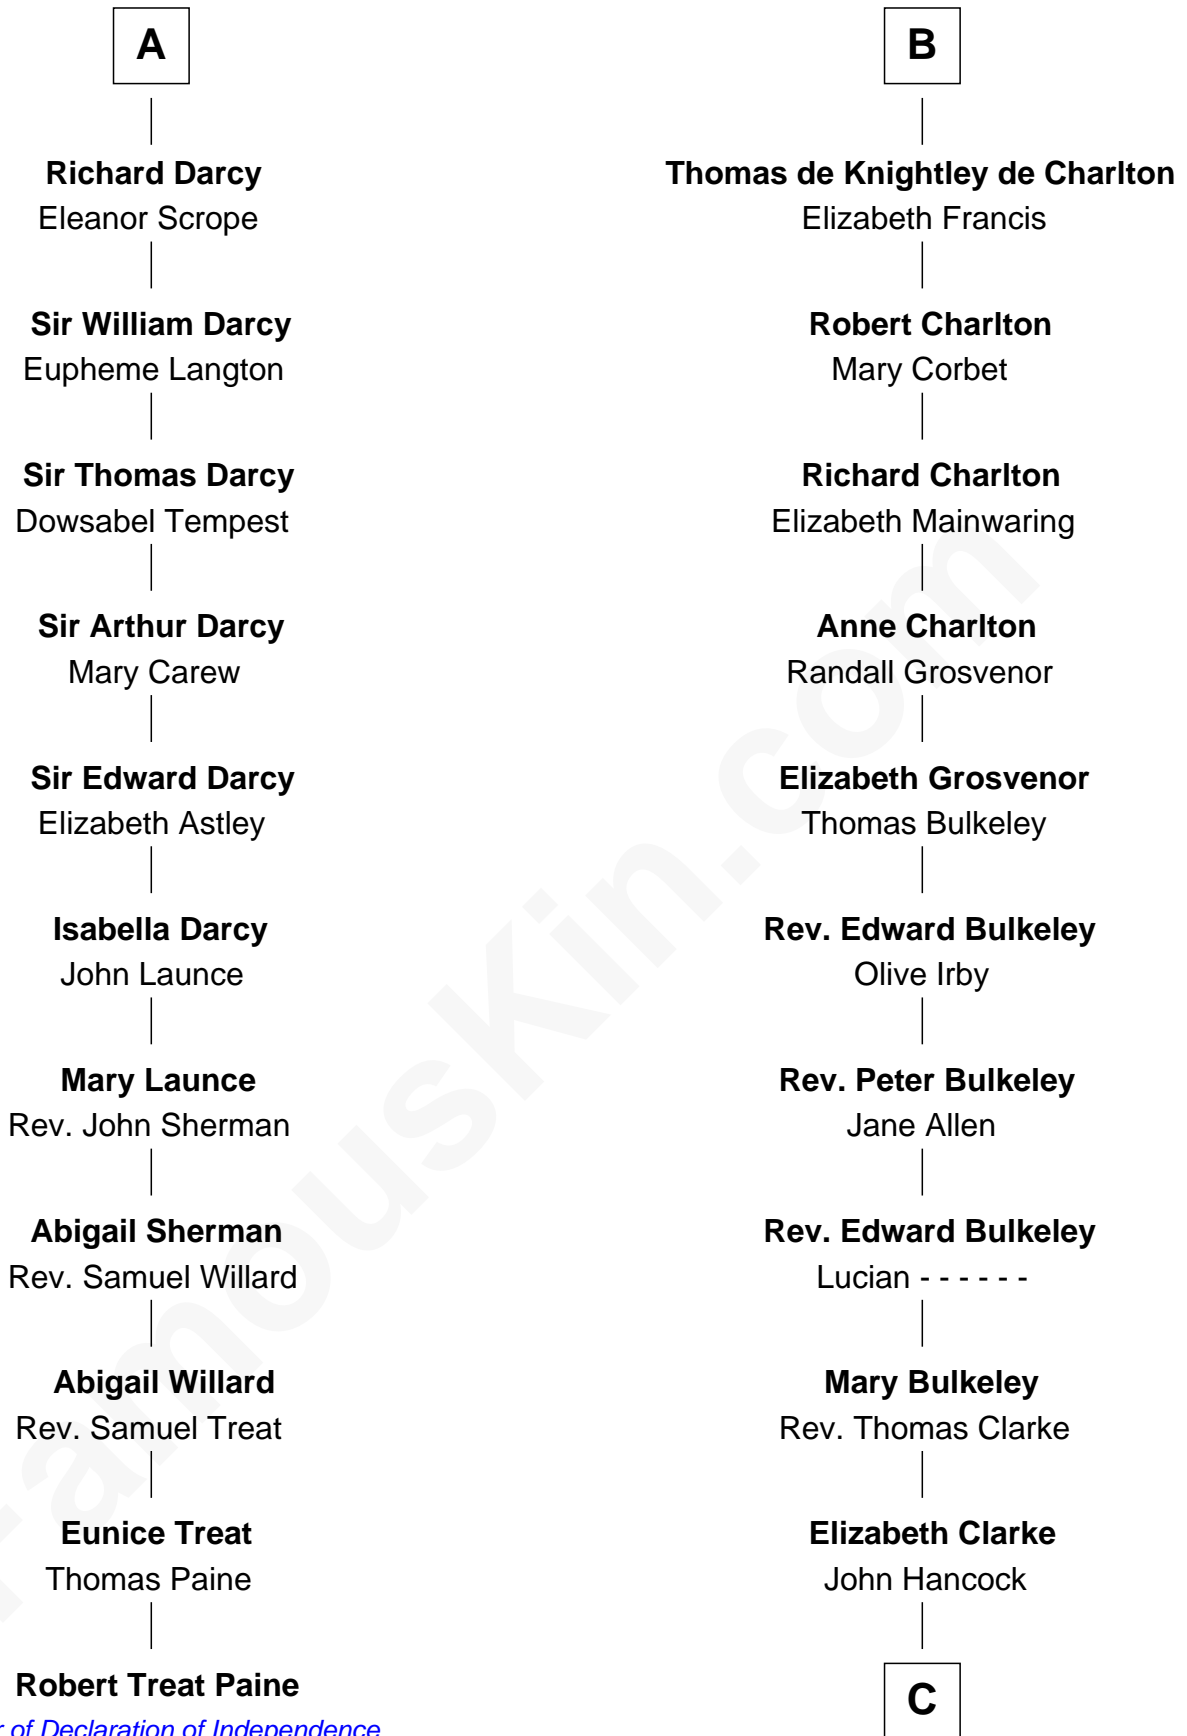 A
Richard Darcy
Eleanor Scrope
Sir William Darcy
Eupheme Langton
Sir Thomas Darcy
Dowsabel Tempest
Sir Arthur Darcy
Mary Carew
Sir Edward Darcy
Elizabeth Astley
Isabella Darcy
John Launce
Mary Launce
Rev. John Sherman
Abigail Sherman
Rev. Samuel Willard
Abigail Willard
Rev. Samuel Treat
Eunice Treat
Thomas Paine
Robert Treat Paine
of Declaration of Independence
B
Thomas de Knightley de Charlton
Elizabeth Francis
Robert Charlton
Mary Corbet
Richard Charlton
Elizabeth Mainwaring
Anne Charlton
Randall Grosvenor
Elizabeth Grosvenor
Thomas Bulkeley
Rev. Edward Bulkeley
Olive Irby
Rev. Peter Bulkeley
Jane Allen
Rev. Edward Bulkeley
Lucian - - - - - -
Mary Bulkeley
Rev. Thomas Clarke
Elizabeth Clarke
John Hancock
C
FamousKin.com